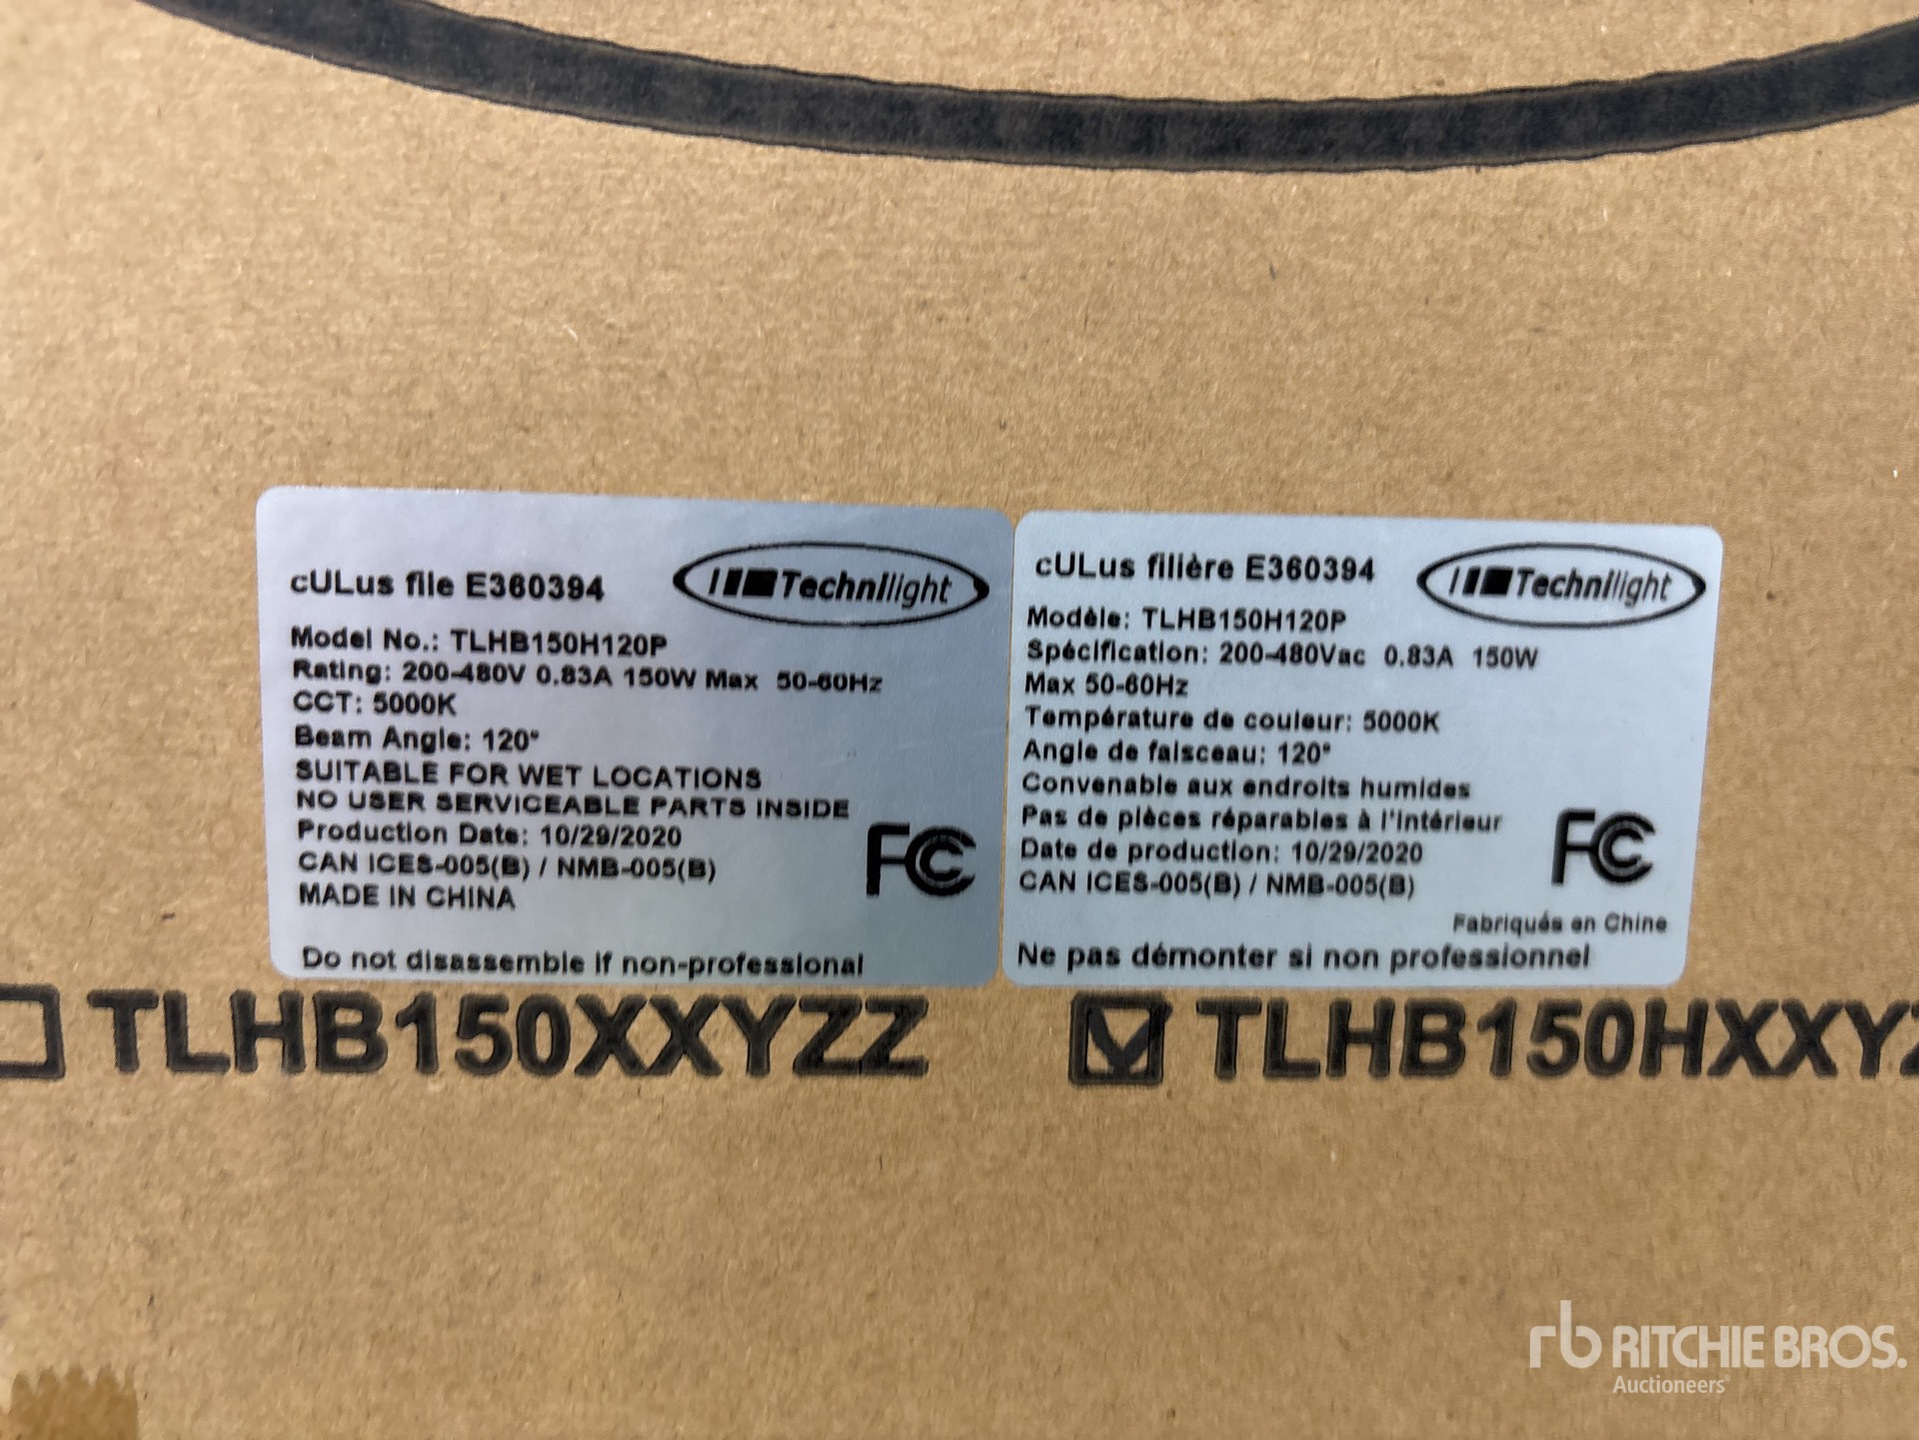 cULus file E360394
Technilight
Model No.: TLHB150H120P
Rating: 200-480V 0.83A 150W Max 50-60Hz
CCT: 5000K
Beam Angle: 120°
SUITABLE FOR WET LOCATIONS
NO USER SERVICEABLE PARTS INSIDE
Production Date: 10/29/2020
CAN ICES-005(B) / NMB-005(B)
MADE IN CHINA
FC
Do not disassemble if non-professional
cULus filière E360394
Technilight
Modèle: TLHB150H120P
Spécification: 200-480Vac 0.83A 150W
Max 50-60Hz
Température de couleur: 5000K
Angle de faisceau: 120°
Convenable aux endroits humides
Pas de pièces réparables à l'intérieur
Date de production: 10/29/2020
CAN ICES-005(B) / NMB-005(B)
FC
Fabriqués en Chine
Ne pas démonter si non professionnel
TLHB150XXYZZ
TLHB150HXXYZ
rb RITCHIE BROS.
Auctioneers